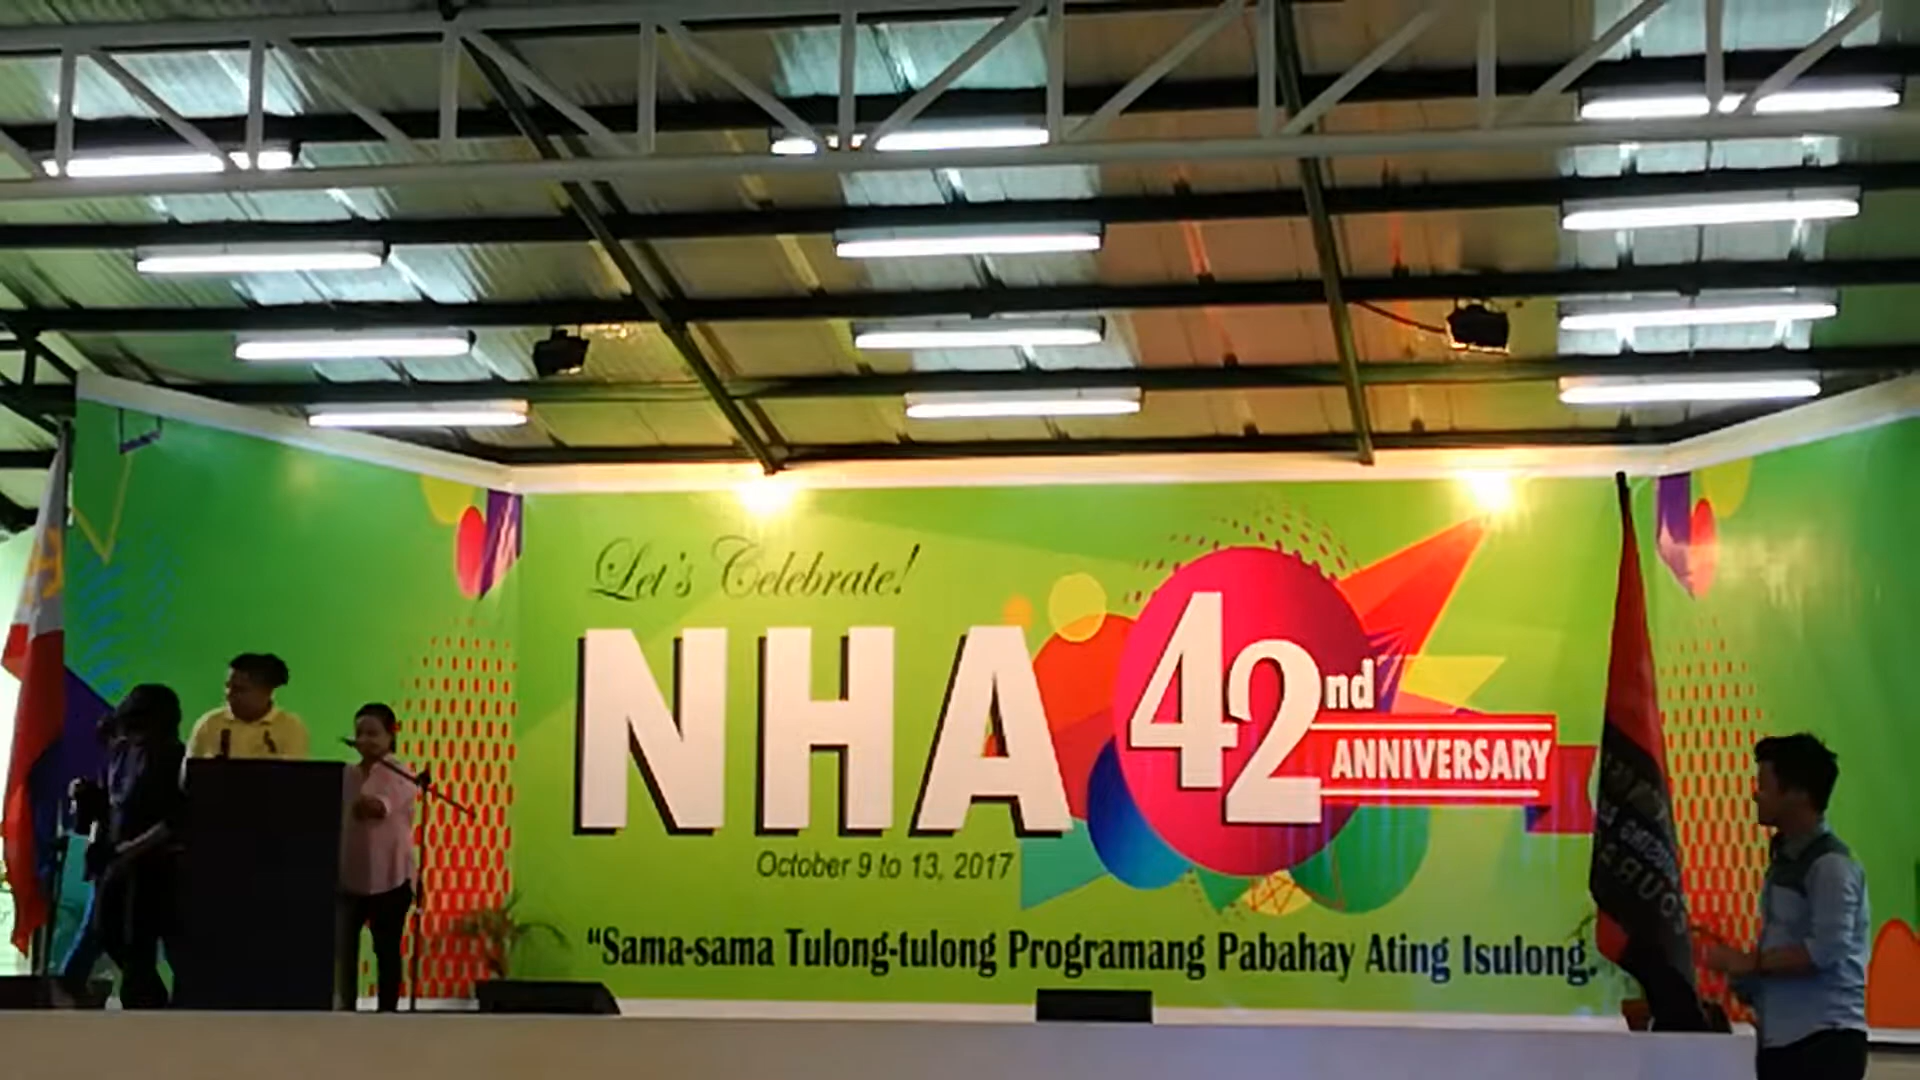 Let's Celebrate!
NHA 42nd
ANNIVERSARY
October 9 to 13, 2017
“Sama-sama Tulong-tulong Programang Pabahay Ating Isulong.